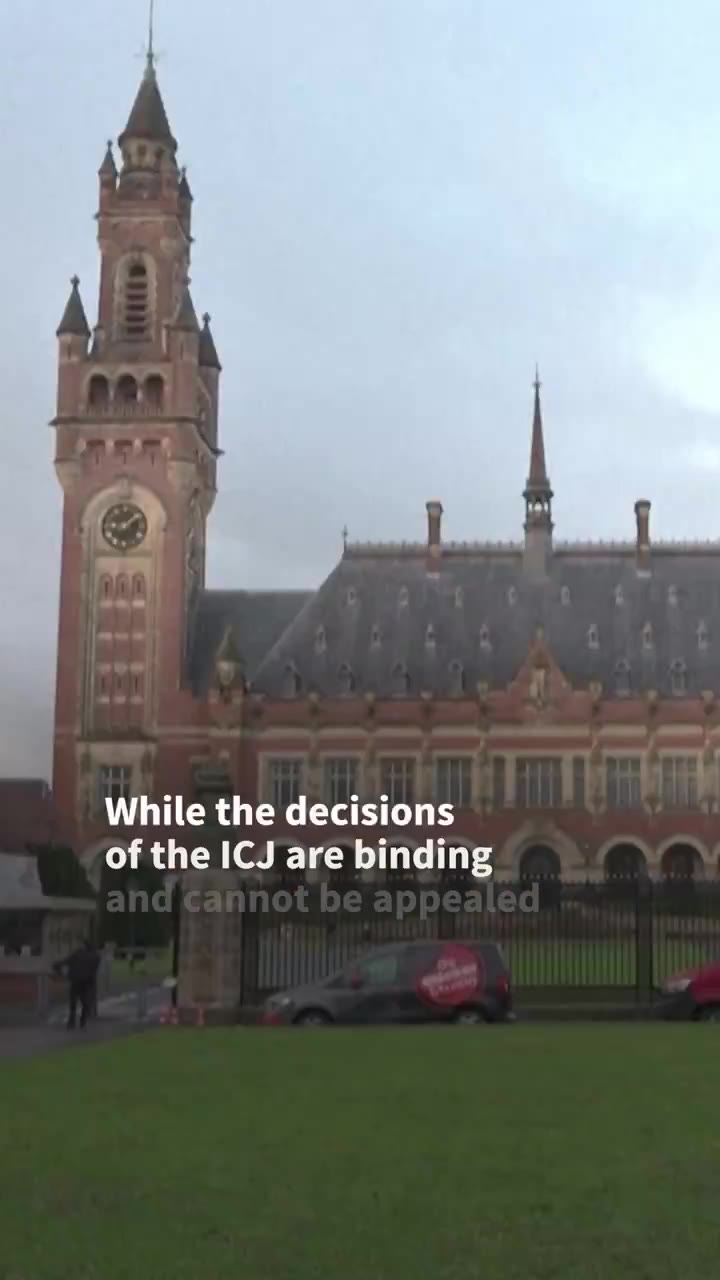 While the decisions
of the ICJ are binding
and cannot be appealed